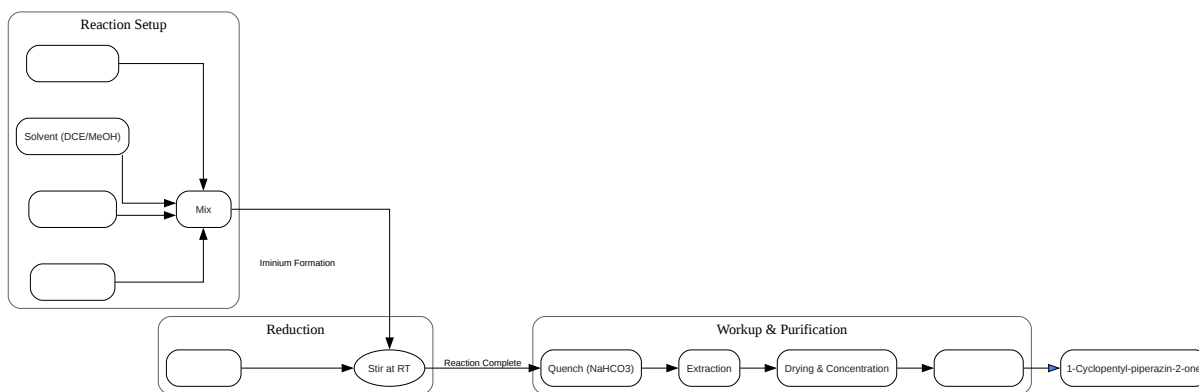 Reaction Setup
Solvent (DCE/MeOH)
Mix
Iminium Formation
Reduction
Stir at RT
Reaction Complete
Workup & Purification
Quench (NaHCO3)
Extraction
Drying & Concentration
1-Cyclopentyl-piperazin-2-one